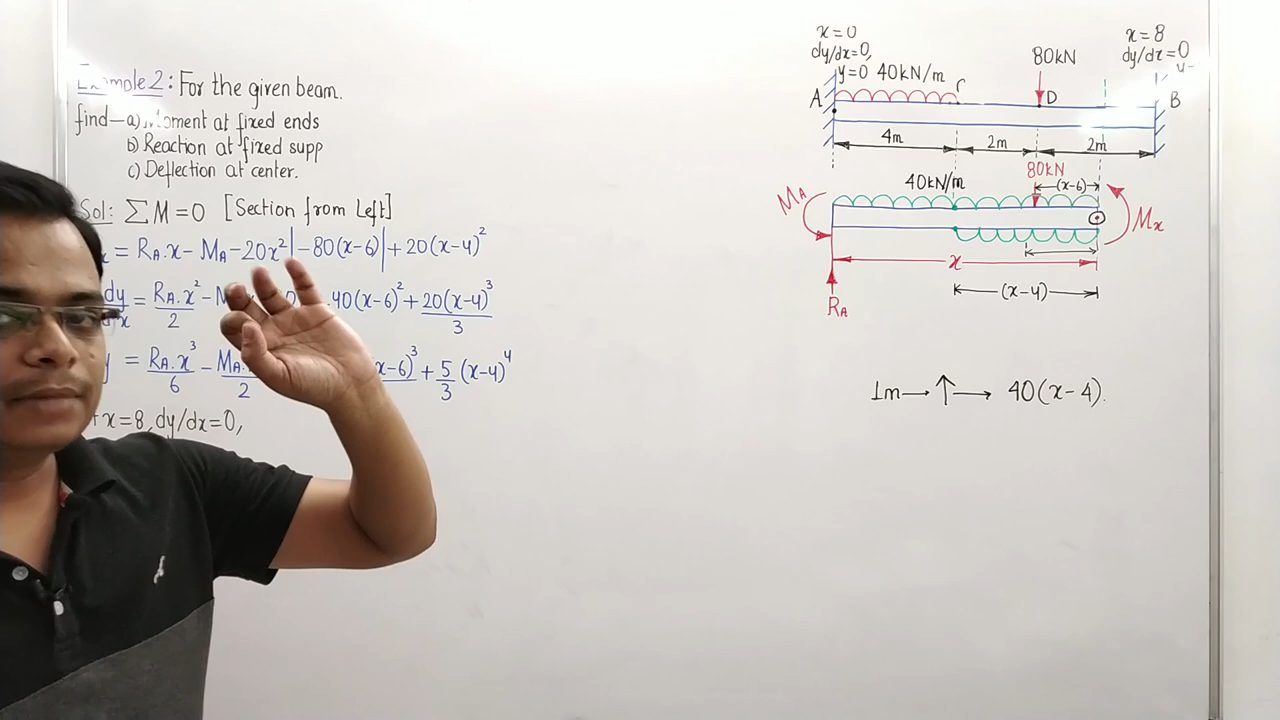 Example 2: For the given beam.
find—a) Moment at fixed ends
b) Reaction at fixed supp
c) Deflection at center.
Sol: ΣM=0 [Section from Left]
= R_A.x - M_A - 20x² | - 80(x-6) | + 20(x-4)²
dy/dx = R_A.x²/2 - 40(x-6)² + 20(x-4)³/3
y = R_A.x³/6 - M_A./2 x-6)³ + 5/3 (x-4)⁴
x=8, dy/dx=0,
x=0
dy/dx=0,
y=0 40kN/m
80kN
x=8
dy/dx=0
A
D
B
4m
2m
2m
80kN
40kN/m
(x-6)
M_A
M_x
x
(x-4)
R_A
1m → ↑ → 40(x-4).